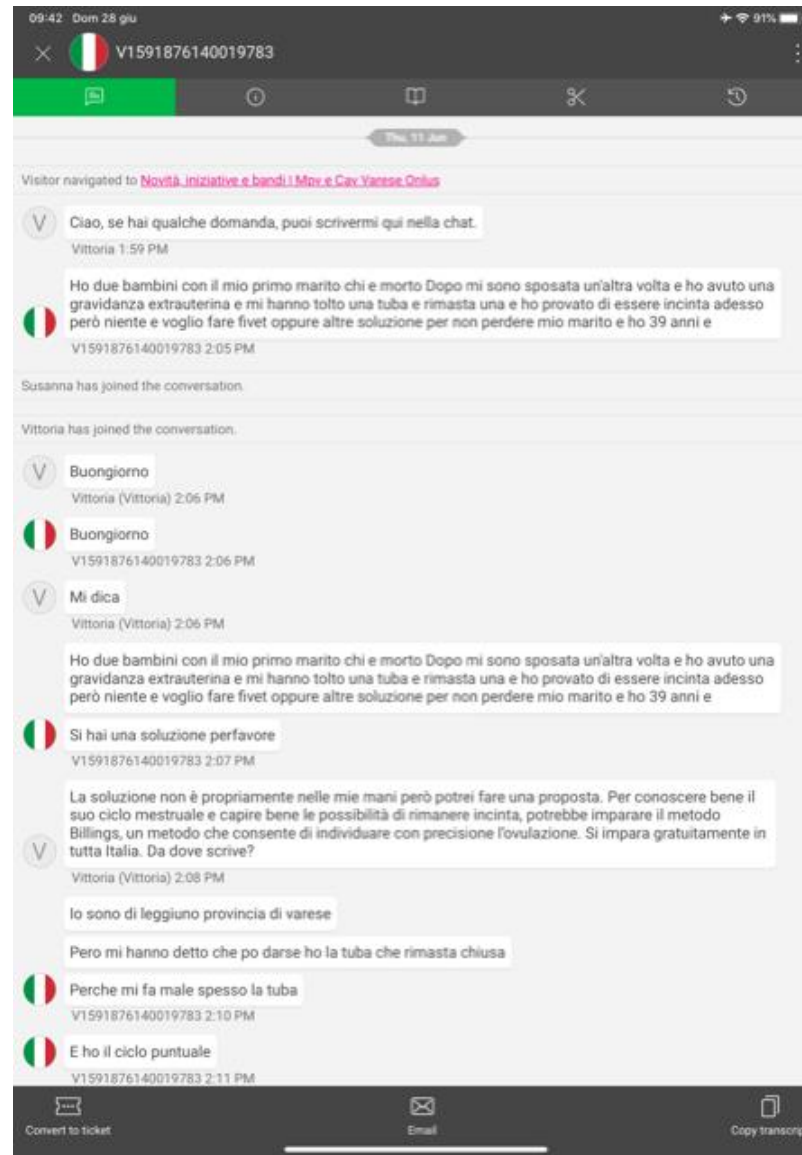 09:42 Dom 28 giu
91%
V1591876140019783
Thu, 11 Jun
Visitor navigated to Novità, iniziative e bandi | Mpv e Cav Varese Onlus
V
Ciao, se hai qualche domanda, puoi scrivermi qui nella chat.
Vittoria 1:59 PM
Ho due bambini con il mio primo marito chi e morto Dopo mi sono sposata un'altra volta e ho avuto una
gravidanza extrauterina e mi hanno tolto una tuba e rimasta una e ho provato di essere incinta adesso
però niente e voglio fare fivet oppure altre soluzione per non perdere mio marito e ho 39 anni e
V1591876140019783 2:05 PM
Susanna has joined the conversation.
Vittoria has joined the conversation.
V
Buongiorno
Vittoria (Vittoria) 2:06 PM
Buongiorno
V1591876140019783 2:06 PM
V
Mi dica
Vittoria (Vittoria) 2:06 PM
Ho due bambini con il mio primo marito chi e morto Dopo mi sono sposata un'altra volta e ho avuto una
gravidanza extrauterina e mi hanno tolto una tuba e rimasta una e ho provato di essere incinta adesso
però niente e voglio fare fivet oppure altre soluzione per non perdere mio marito e ho 39 anni e
Si hai una soluzione perfavore
V1591876140019783 2:07 PM
La soluzione non è propriamente nelle mie mani però potrei fare una proposta. Per conoscere bene il
suo ciclo mestruale e capire bene le possibilità di rimanere incinta, potrebbe imparare il metodo
Billings, un metodo che consente di individuare con precisione l'ovulazione. Si impara gratuitamente in
V
tutta Italia. Da dove scrive?
Vittoria (Vittoria) 2:08 PM
Io sono di leggiuno provincia di varese
Pero mi hanno detto che po darse ho la tuba che rimasta chiusa
Perche mi fa male spesso la tuba
V1591876140019783 2:10 PM
E ho il ciclo puntuale
V1591876140019783 2:11 PM
Convert to ticket
Email
Copy transcrip